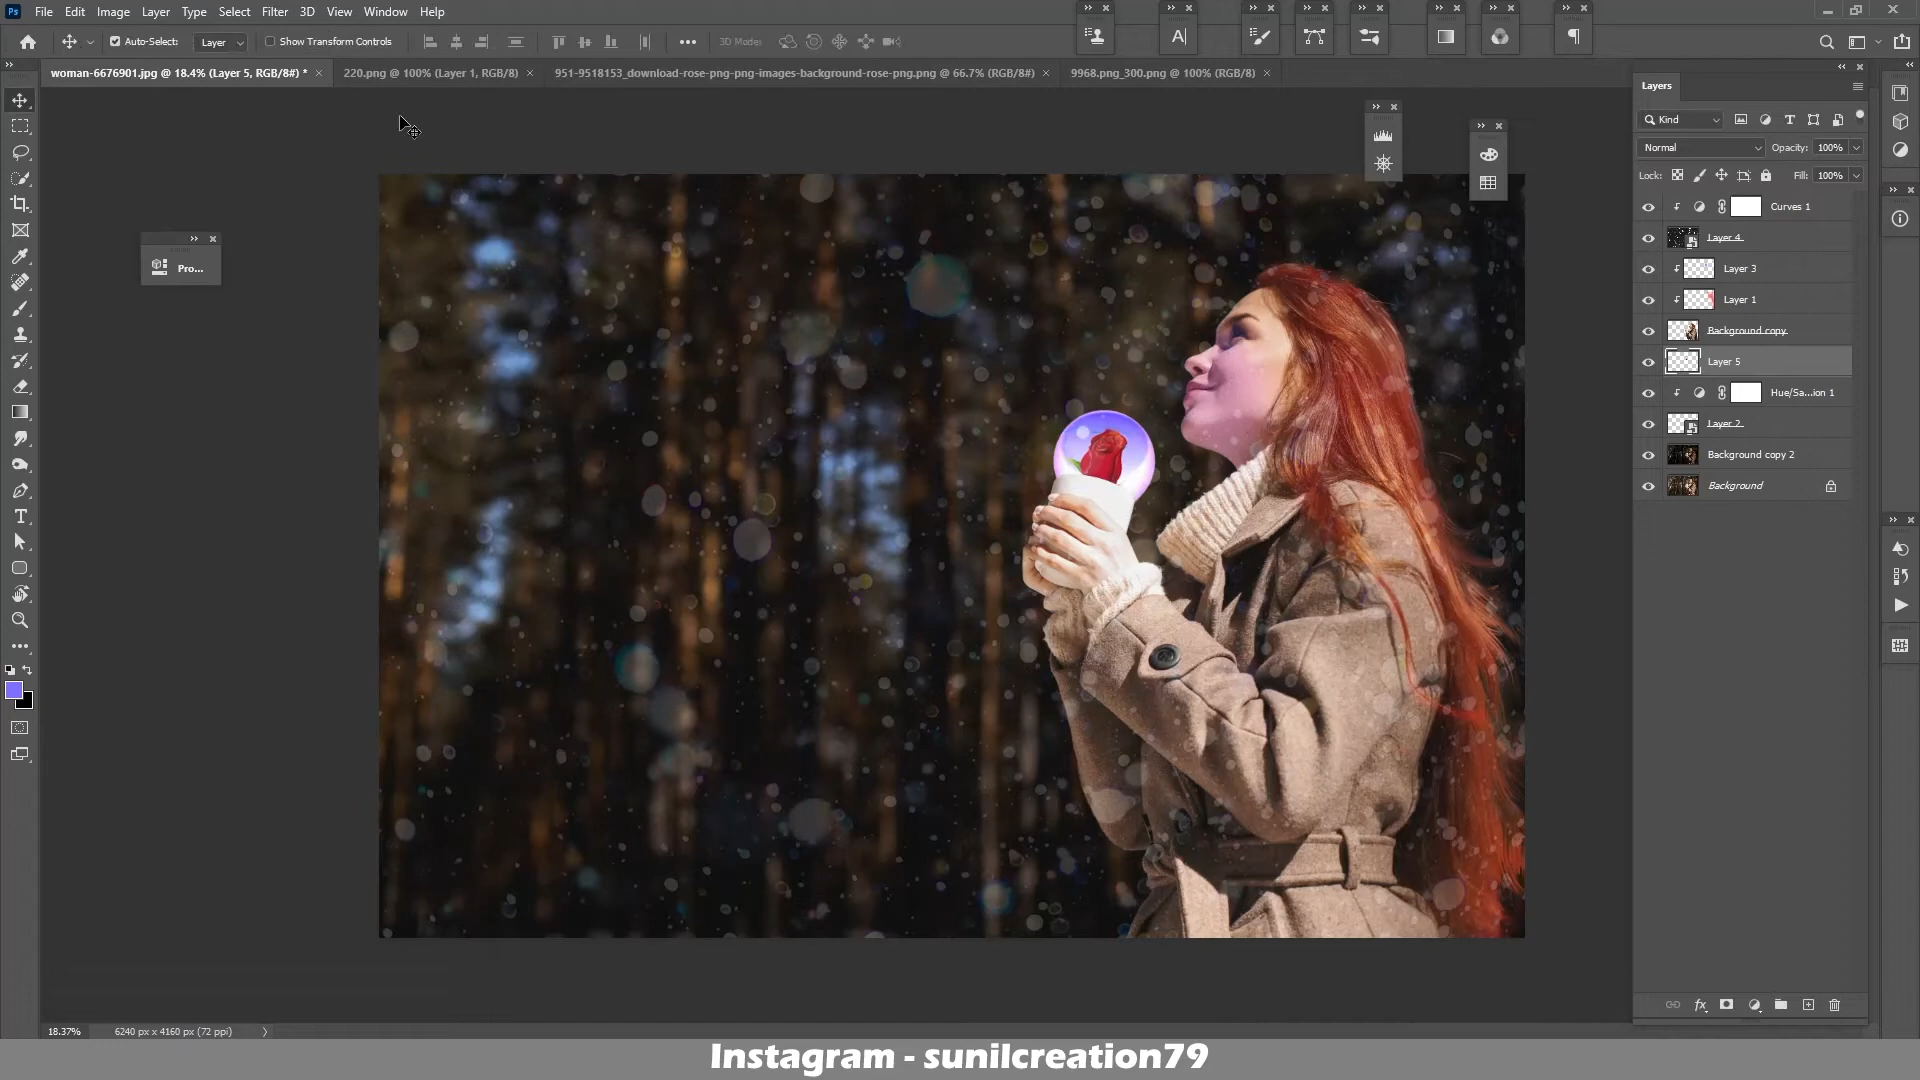 Ps File Edit Image Layer Type Select Filter 3D View Window Help
Auto-Select: Layer Show Transform Controls 3D Mode:
woman-6676901.jpg @ 18.4% (Layer 5, RGB/8#) * 220.png @ 100% (Layer 1, RGB/8) 951-9518153_download-rose-png-png-images-background-rose-png.png @ 66.7% (RGB/8#) 9968.png_300.png @ 100% (RGB/8)
Layers
Kind
Normal Opacity: 100%
Lock: Fill: 100%
Curves 1
Layer 4
Layer 3
Layer 1
Background copy
Layer 5
Hue/Sa...ion 1
Layer 2
Background copy 2
Background
Pro...
fx
18.37% 6240 px x 4160 px (72 ppi)
Instagram - sunilcreation79